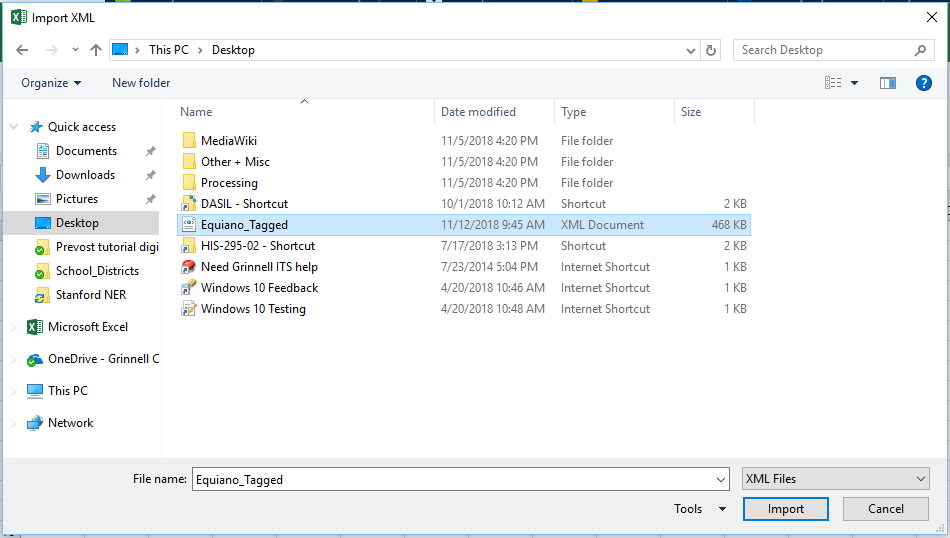 Import XML
This PC > Desktop
Search Desktop
Organize
New folder
Name Date modified Type Size
Quick access
Documents
Downloads
Pictures
Desktop
Prevost tutorial digi
School_Districts
Stanford NER
Microsoft Excel
OneDrive - Grinnell C
This PC
Network
MediaWiki 11/5/2018 4:20 PM File folder
Other + Misc 11/5/2018 4:20 PM File folder
Processing 11/5/2018 4:20 PM File folder
DASIL - Shortcut 10/1/2018 10:12 AM Shortcut 2 KB
Equiano_Tagged 11/12/2018 9:45 AM XML Document 468 KB
HIS-295-02 - Shortcut 7/17/2018 3:13 PM Shortcut 2 KB
Need Grinnell ITS help 7/23/2014 5:04 PM Internet Shortcut 1 KB
Windows 10 Feedback 4/20/2018 10:46 AM Internet Shortcut 1 KB
Windows 10 Testing 4/20/2018 10:48 AM Internet Shortcut 1 KB
File name: Equiano_Tagged XML Files
Tools Import Cancel